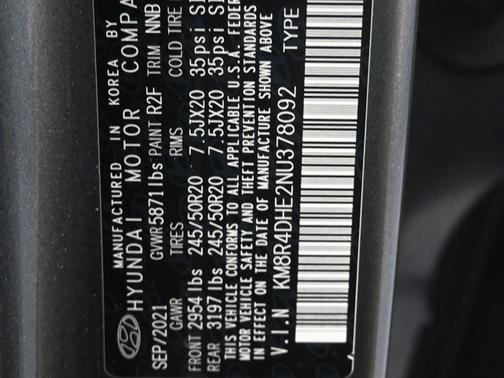 MANUFACTURED IN KOREA BY
HYUNDAI MOTOR COMPA
SEP/2021 GVWR 5871 lbs PAINT R2F TRIM NNB
GAWR TIRES RIMS COLD TIRE
FRONT 2954 lbs 245/50R20 7.5JX20 35psi SI
REAR 3197 lbs 245/50R20 7.5JX20 35psi SI
THIS VEHICLE CONFORMS TO ALL APPLICABLE U.S.A. FEDER
MOTOR VEHICLE SAFETY AND THEFT PREVENTION STANDARDS
IN EFFECT ON THE DATE OF MANUFACTURE SHOWN ABOVE
V.I.N KM8R4DHE2NU378092 TYPE